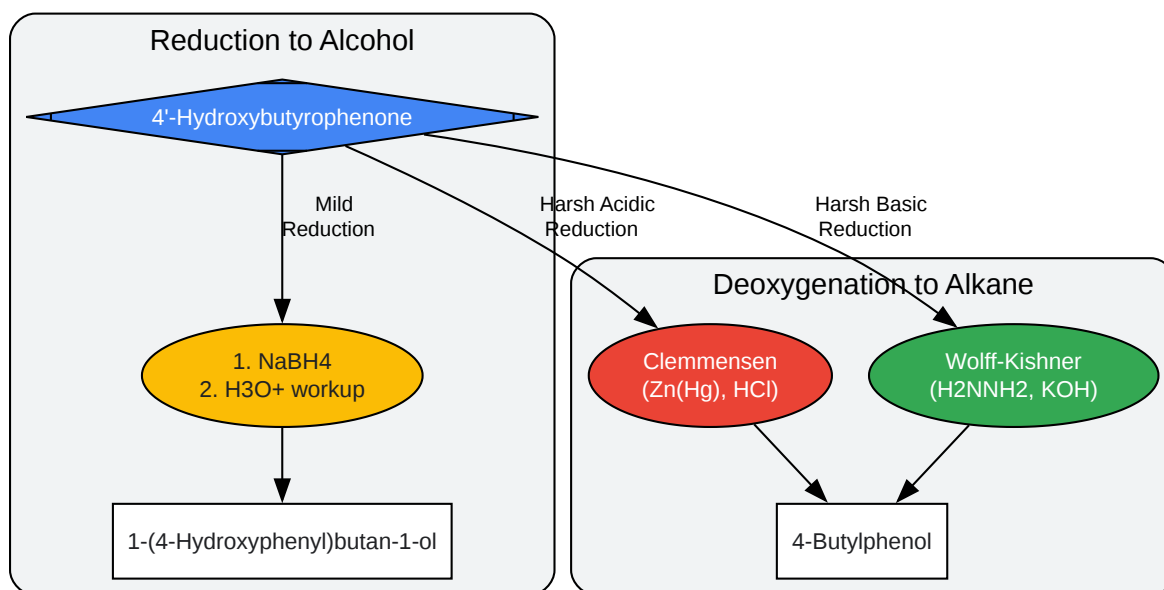 Reduction to Alcohol
4'-Hydroxybutyrophenone
Mild
Reduction
Harsh Acidic
Reduction
Harsh Basic
Reduction
Deoxygenation to Alkane
1. NaBH4
2. H3O+ workup
Clemmensen
(Zn(Hg), HCl)
Wolff-Kishner
(H2NNH2, KOH)
1-(4-Hydroxyphenyl)butan-1-ol
4-Butylphenol